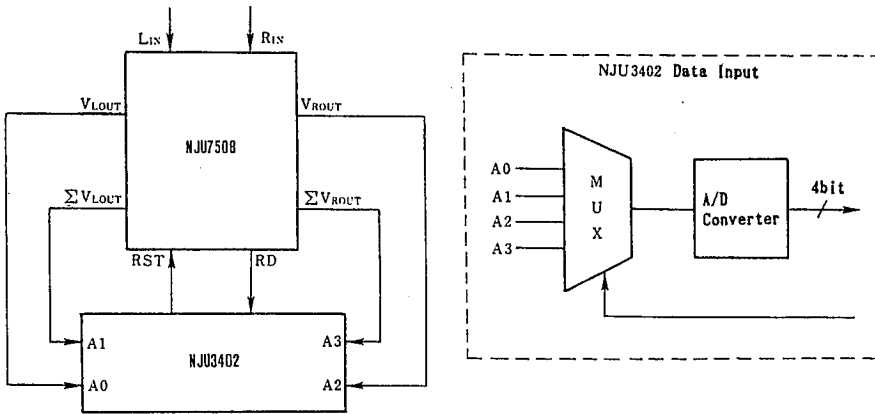 LIN RIN
VLOUT VROUT
NJU7508
ΣVLOUT ΣVROUT
RST RD
A1 A3
NJU3402
A0 A2
NJU3402 Data Input
A0
A1
A2
A3
M
U
X
A/D
Converter
4bit